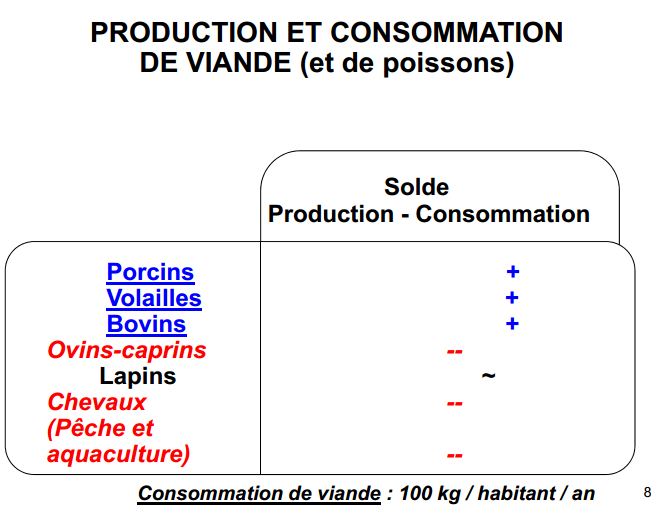 PRODUCTION ET CONSOMMATION
DE VIANDE (et de poissons)
Solde
Production - Consommation
Porcins +
Volailles +
Bovins +
Ovins-caprins --
Lapins ~
Chevaux --
(Pêche et
aquaculture) --
Consommation de viande : 100 kg / habitant / an 8